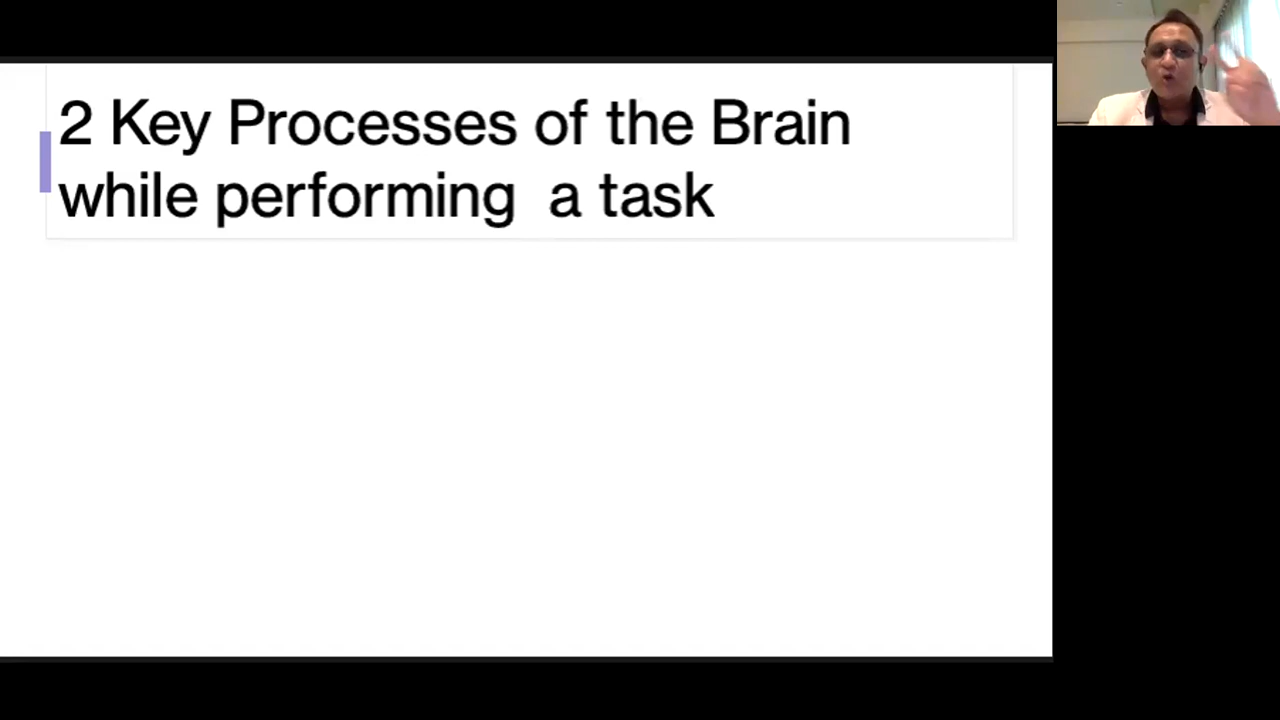 2 Key Processes of the Brain
while performing  a task